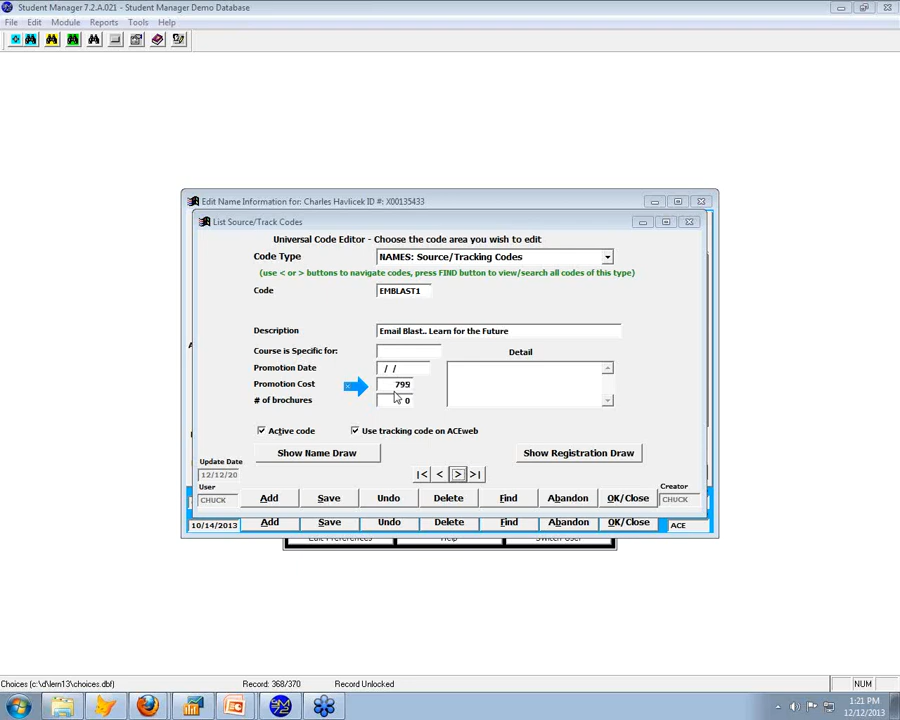 Student Manager 7.2.A.021 - Student Manager Demo Database
File Edit Module Reports Tools Help
Edit Name Information for: Charles Havlicek ID #: X00135433
List Source/Track Codes
Universal Code Editor - Choose the code area you wish to edit
Code Type NAMES: Source/Tracking Codes
(use < or > buttons to navigate codes, press FIND button to view/search all codes of this type)
Code EMBLAST1
Description Email Blast.. Learn for the Future
Course is Specific for: Detail
Promotion Date / /
Promotion Cost 795
# of brochures 0
Active code Use tracking code on ACEweb
Show Name Draw Show Registration Draw
Update Date |< < > >|
12/12/20
User Creator
CHUCK Add Save Undo Delete Find Abandon OK/Close CHUCK
10/14/2013 Add Save Undo Delete Find Abandon OK/Close ACE
Edit Preferences Help Switch User
Choices (c:\d\lern13\choices.dbf) Record: 368/370 Record Unlocked NUM
1:21 PM
12/12/2013